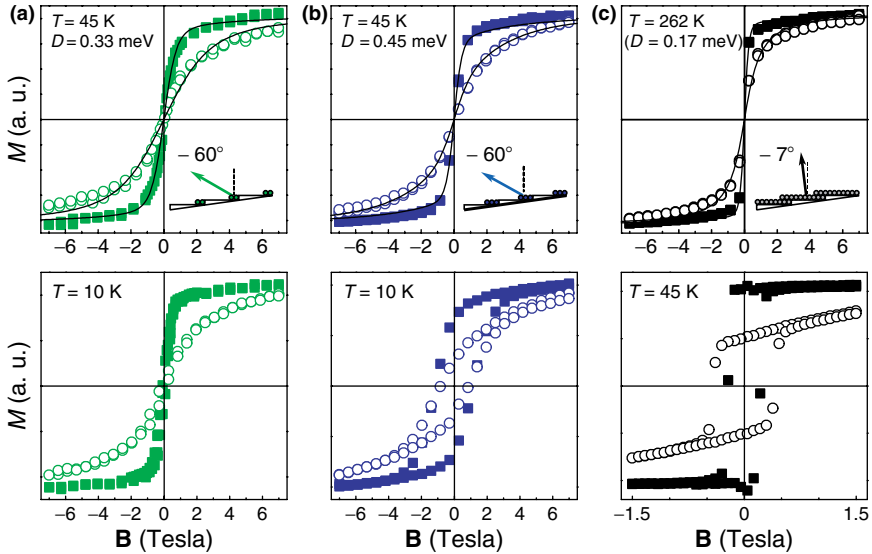 (a) T = 45 K
D = 0.33 meV
− 60°
M (a. u.)
−6 −4 −2 0 2 4 6
(b) T = 45 K
D = 0.45 meV
− 60°
−6 −4 −2 0 2 4 6
(c) T = 262 K
(D = 0.17 meV)
− 7°
−6 −4 −2 0 2 4 6
T = 10 K
M (a. u.)
−6 −4 −2 0 2 4 6
B (Tesla)
T = 10 K
−6 −4 −2 0 2 4 6
B (Tesla)
T = 45 K
−1.5 0 1.5
B (Tesla)